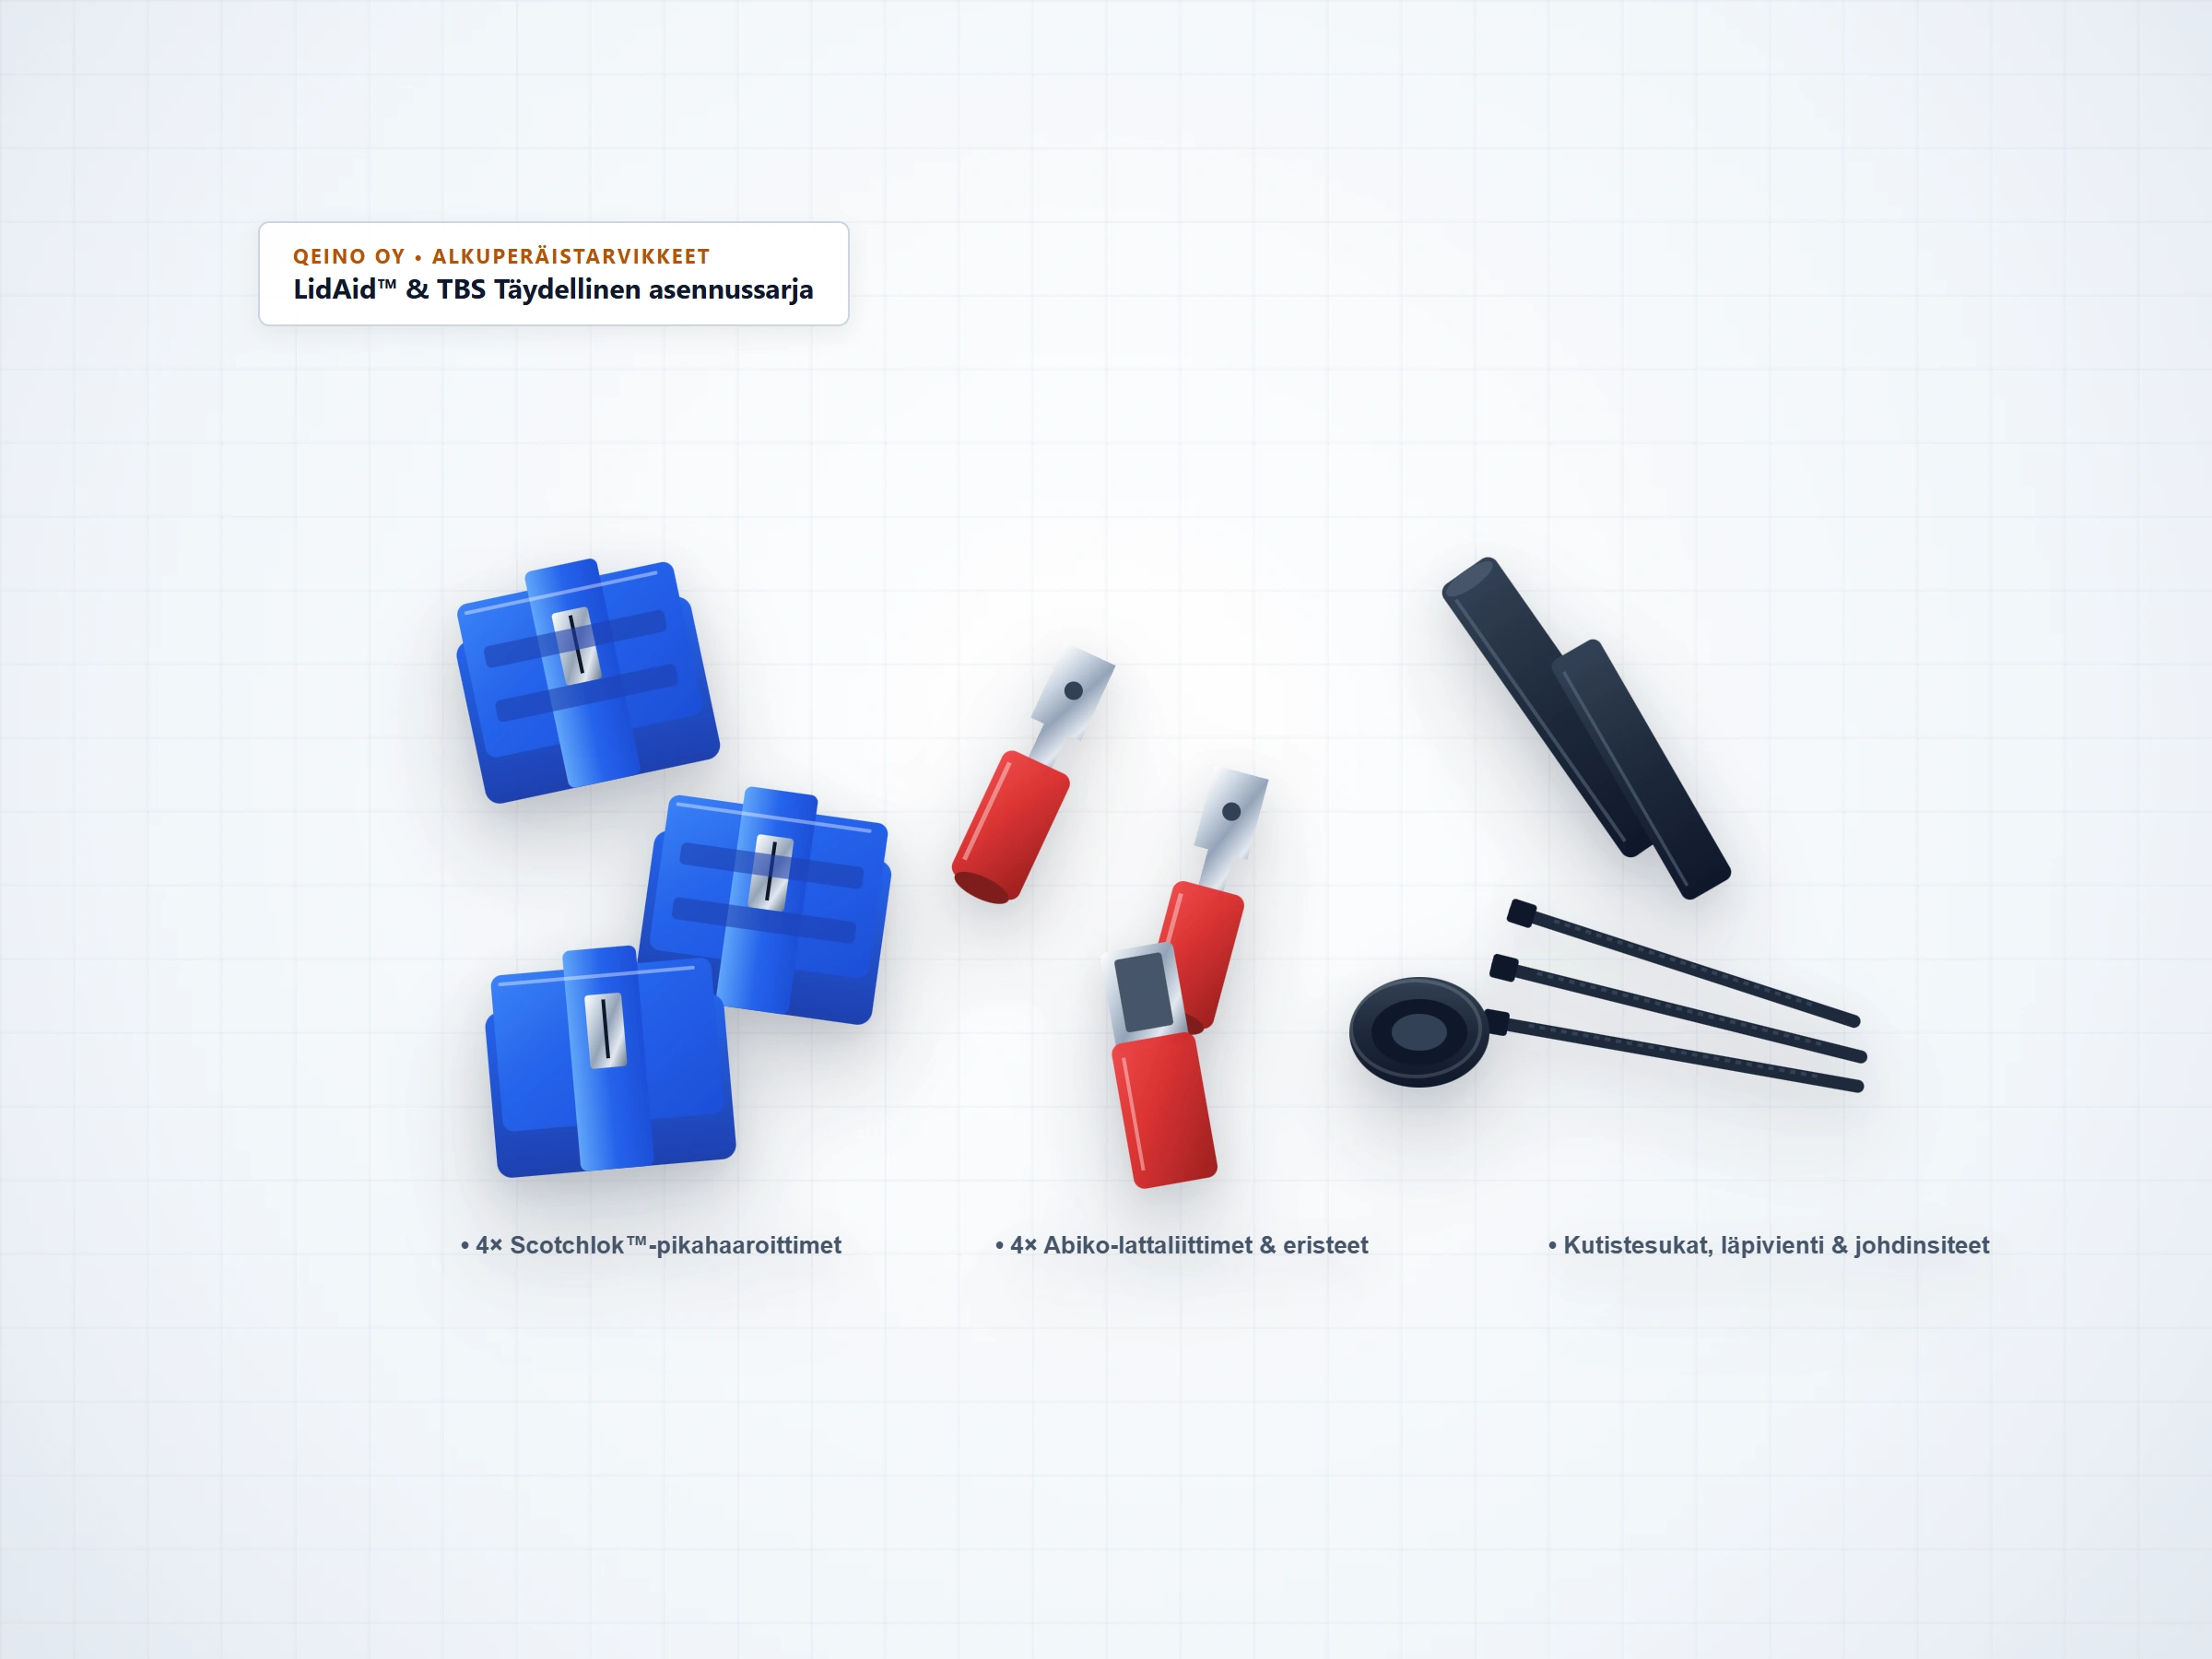 QEINO OY • ALKUPERÄISTARVIKKEET
LidAid™ & TBS Täydellinen asennussarja
• 4× Scotchlok™-pikahaaroittimet
• 4× Abiko-lattaliittimet & eristeet
• Kutistesukat, läpivienti & johdinsiteet